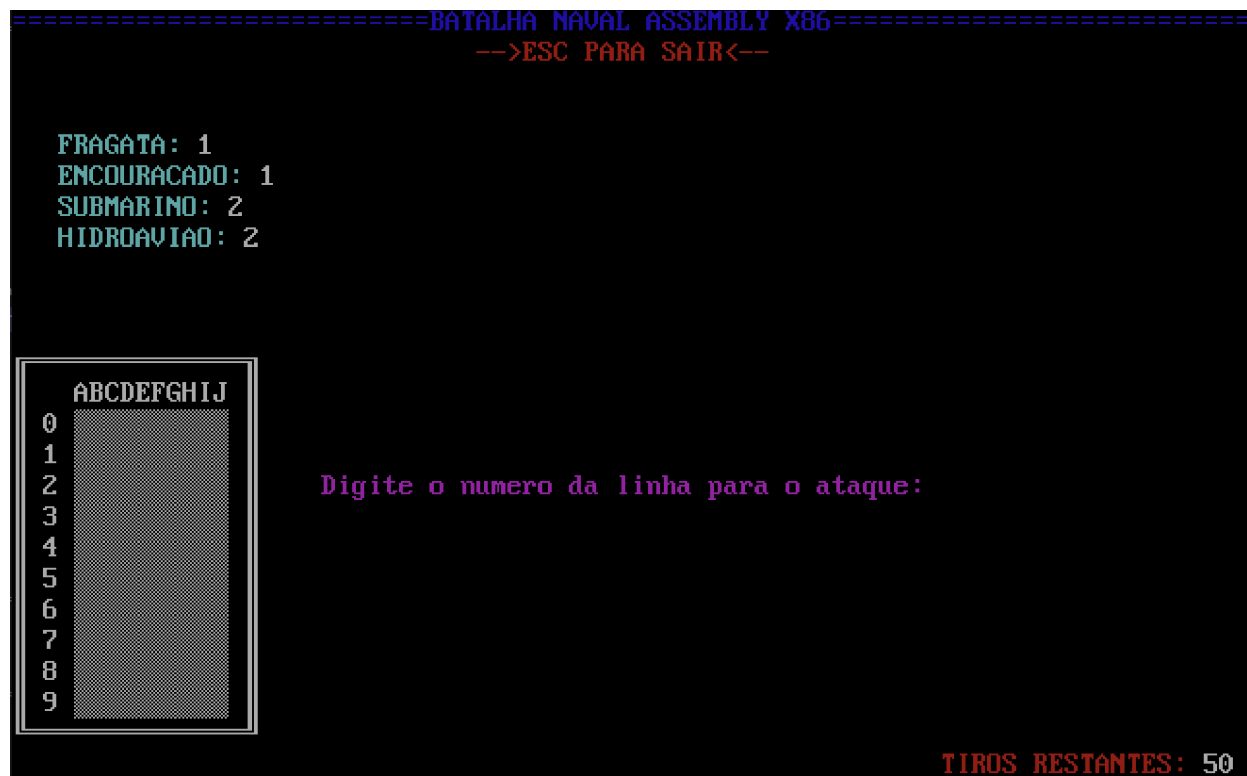 ===========================BATALHA NAVAL ASSEMBLY X86===========================
-->ESC PARA SAIR<--
FRAGATA: 1
ENCOURACADO: 1
SUBMARINO: 2
HIDROAVIAO: 2
ABCDEFGHIJ
0
1
2 Digite o numero da linha para o ataque:
3
4
5
6
7
8
9
TIROS RESTANTES: 50